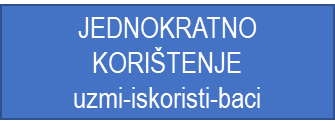 JEDNOKRATNO
KORIŠTENJE
uzmi-iskoristi-baci